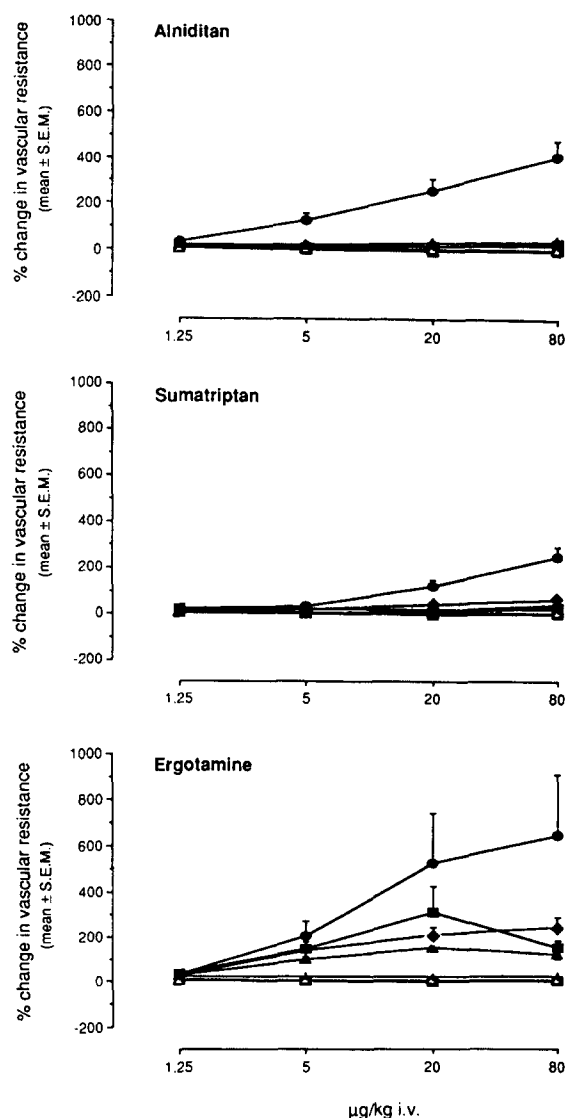 Alniditan
% change in vascular resistance
(mean ± S.E.M.)
1000
800
600
400
200
0
-200
1.25 5 20 80
Sumatriptan
% change in vascular resistance
(mean ± S.E.M.)
1000
800
600
400
200
0
-200
1.25 5 20 80
Ergotamine
% change in vascular resistance
(mean ± S.E.M.)
1000
800
600
400
200
0
-200
1.25 5 20 80
µg/kg i.v.